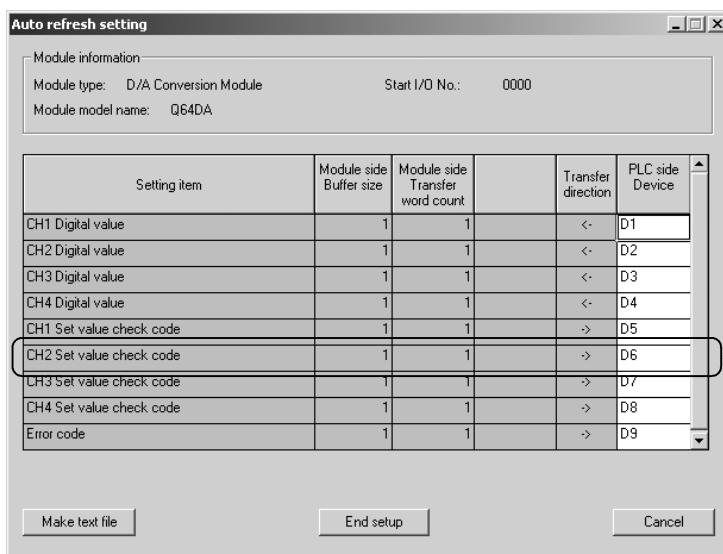 Auto refresh setting
Module information
Module type: D/A Conversion Module Start I/O No.: 0000
Module model name: Q64DA
Setting item Module side Buffer size Module side Transfer word count Transfer direction PLC side Device
CH1 Digital value 1 1 <- D1
CH2 Digital value 1 1 <- D2
CH3 Digital value 1 1 <- D3
CH4 Digital value 1 1 <- D4
CH1 Set value check code 1 1 -> D5
CH2 Set value check code 1 1 -> D6
CH3 Set value check code 1 1 -> D7
CH4 Set value check code 1 1 -> D8
Error code 1 1 -> D9
Make text file End setup Cancel